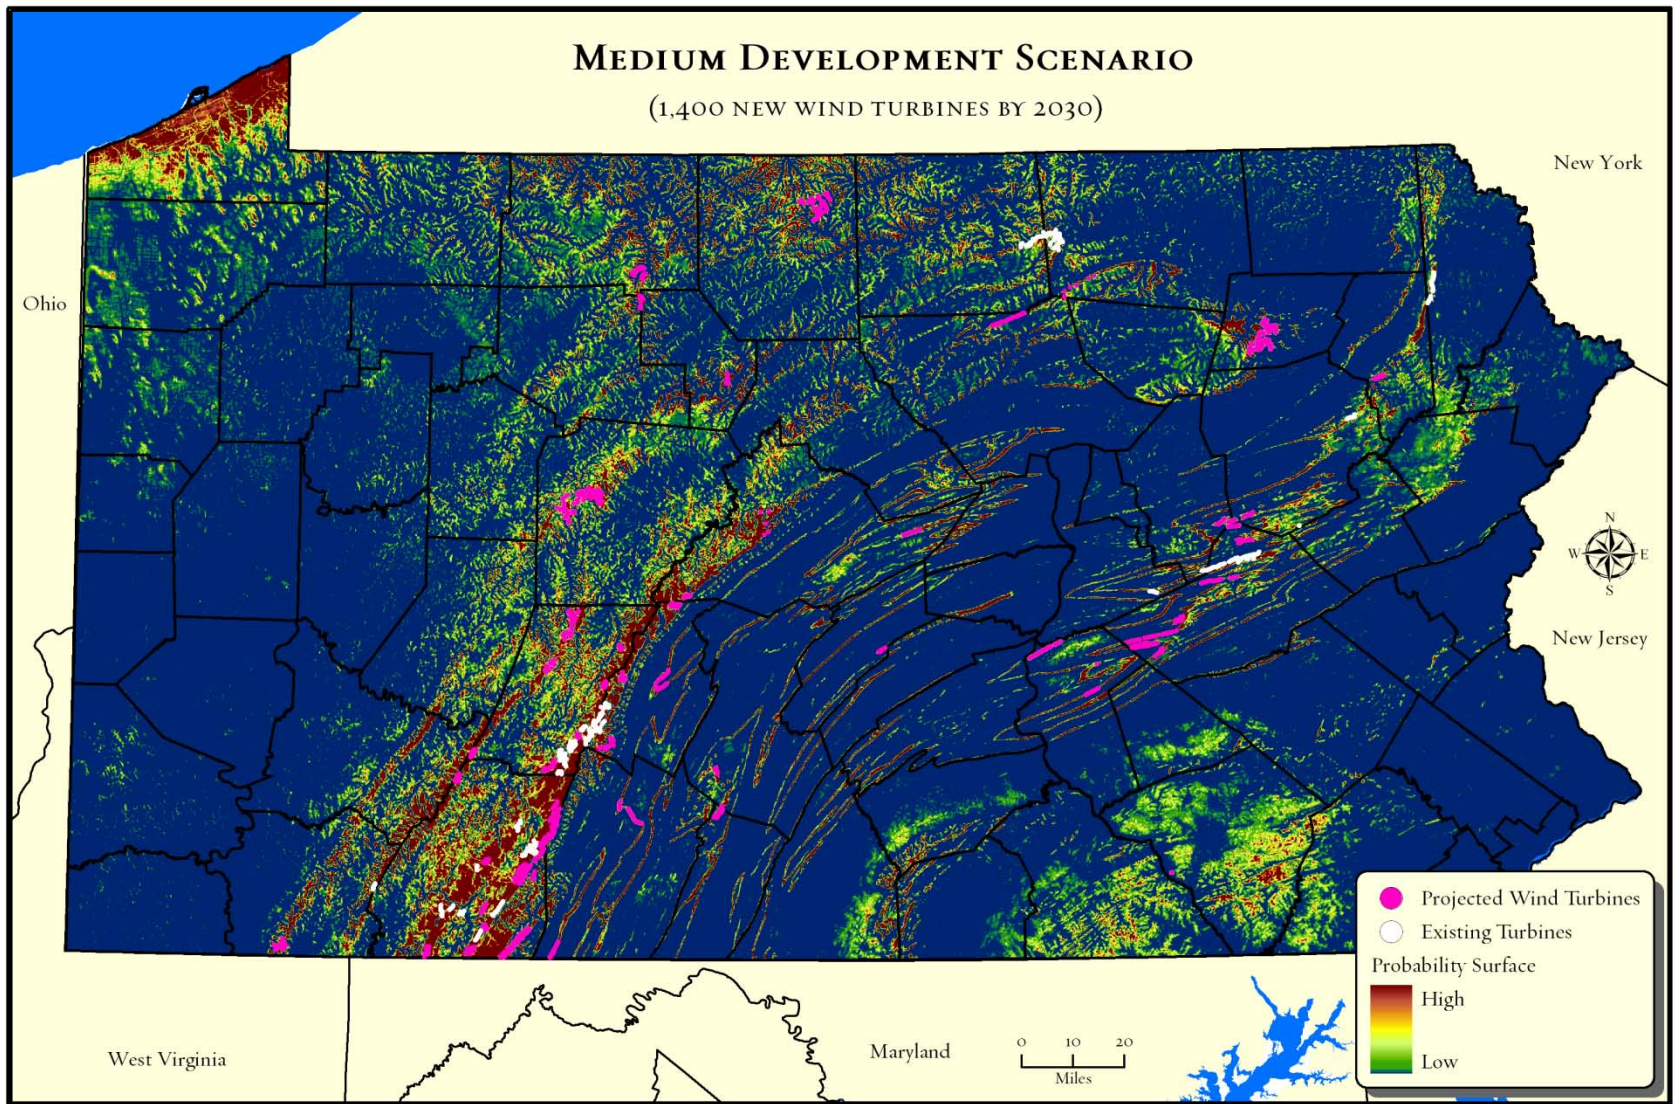 Medium Development Scenario
(1,400 new wind turbines by 2030)
New York
Ohio
N
W E
S
New Jersey
Projected Wind Turbines
Existing Turbines
Probability Surface
High
Low
West Virginia
Maryland
0 10 20
Miles